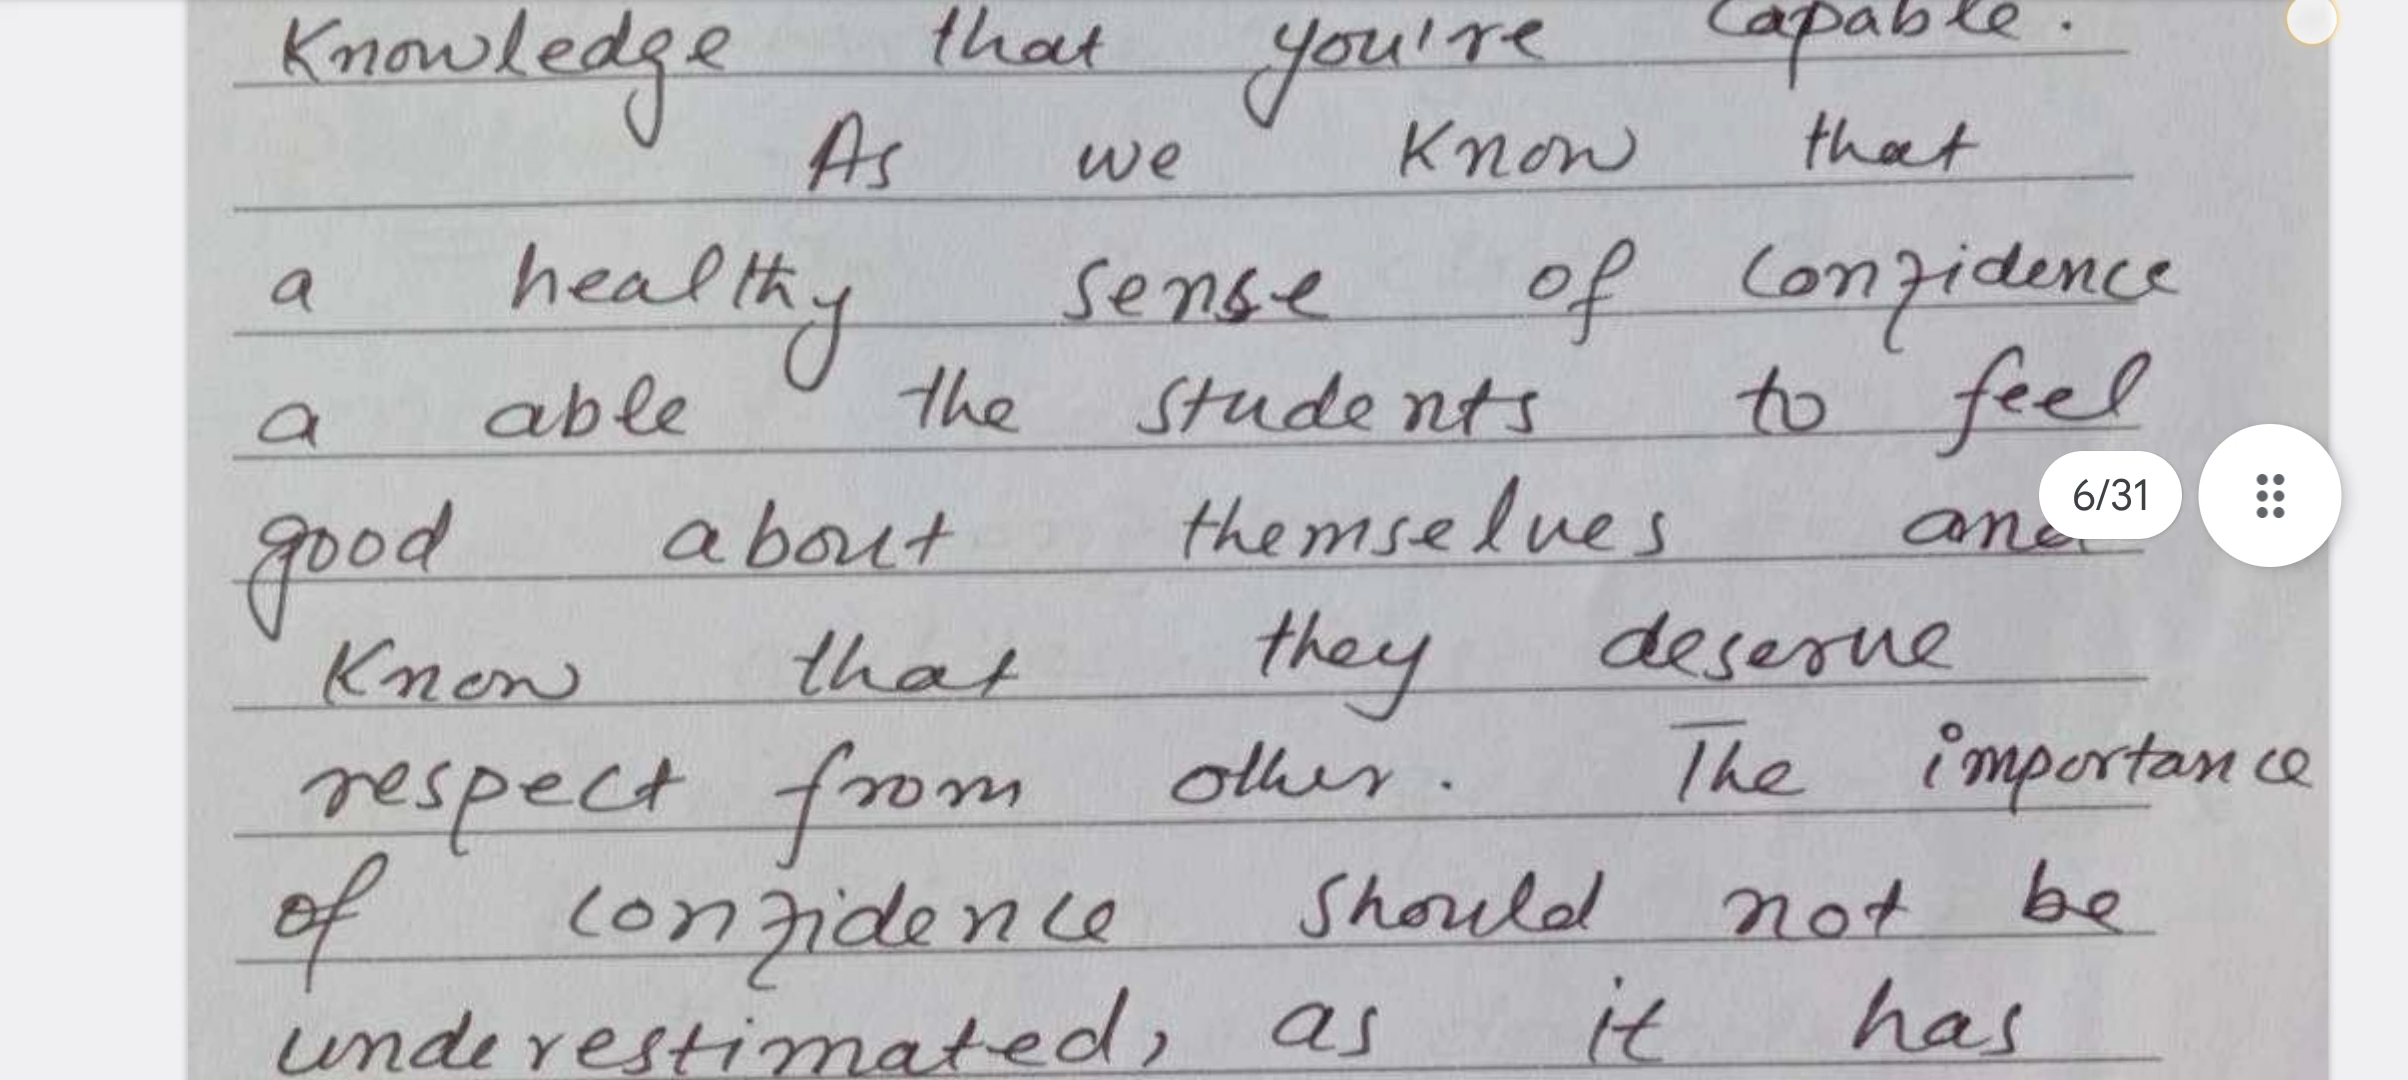 Knowledge that you're capable.
As we know that
a healthy sense of confidence
a able the students to feel
good about themselves and
6/31
Know that they deserve
respect from other. The importance
of confidence should not be
underestimated, as it has